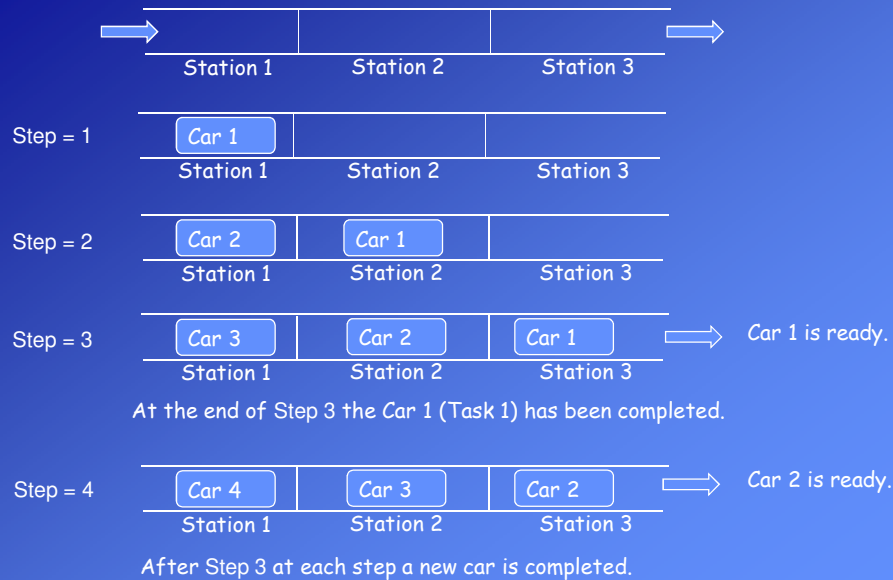 Station 1 Station 2 Station 3
Step = 1 Car 1
Station 1 Station 2 Station 3
Step = 2 Car 2 Car 1
Station 1 Station 2 Station 3
Step = 3 Car 3 Car 2 Car 1 Car 1 is ready.
Station 1 Station 2 Station 3
At the end of Step 3 the Car 1 (Task 1) has been completed.
Step = 4 Car 4 Car 3 Car 2 Car 2 is ready.
Station 1 Station 2 Station 3
After Step 3 at each step a new car is completed.